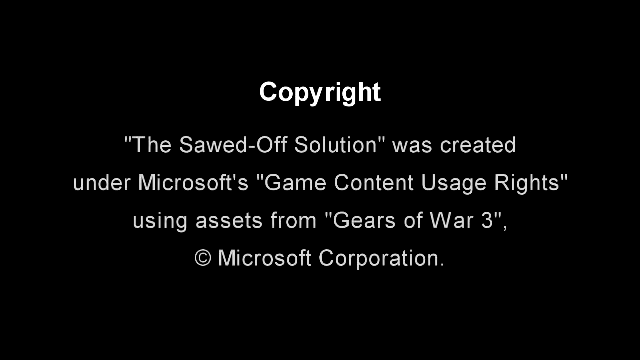 Copyright
"The Sawed-Off Solution" was created
under Microsoft's "Game Content Usage Rights"
using assets from "Gears of War 3",
© Microsoft Corporation.